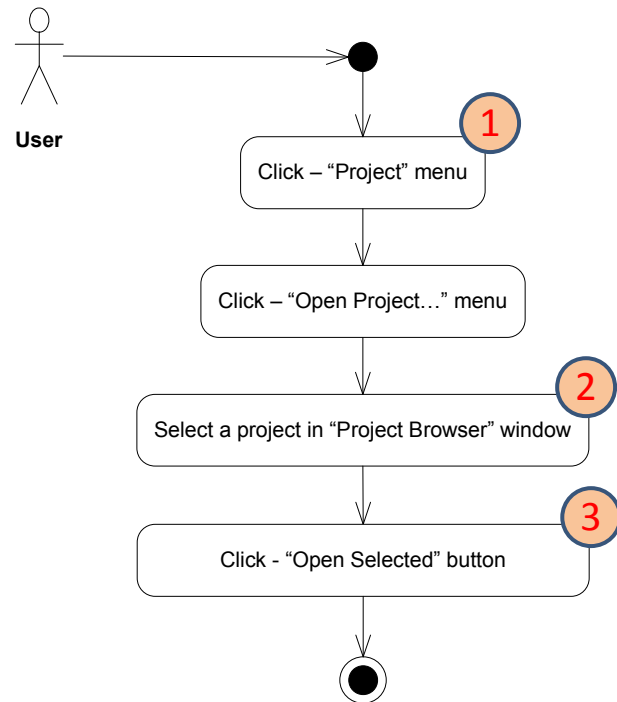 User
1
Click – “Project” menu
Click – “Open Project…” menu
2
Select a project in “Project Browser” window
3
Click - “Open Selected” button